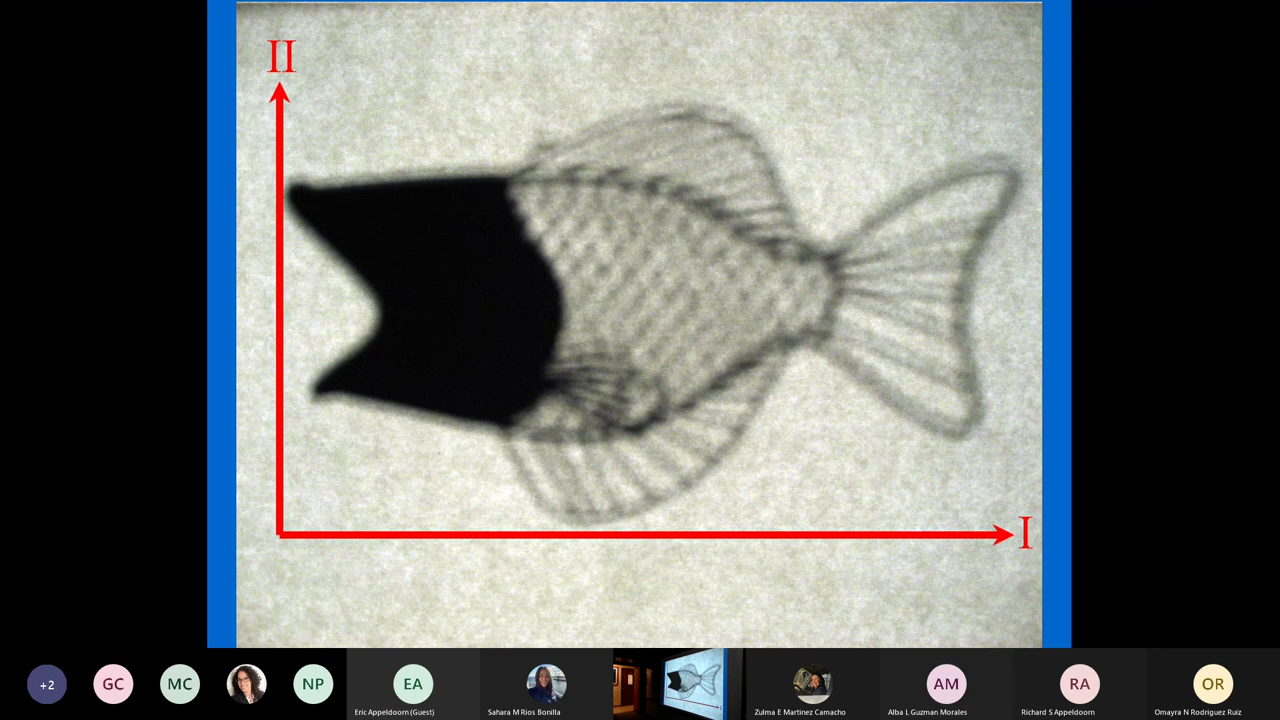 II
I
+2
GC
MC
NP
EA
Eric Appeldoorn (Guest)
Sahara M Rios Bonilla
Zulma E Martinez Camacho
AM
Alba L Guzman Morales
RA
Richard S Appeldoorn
OR
Omayra N Rodriguez Ruiz